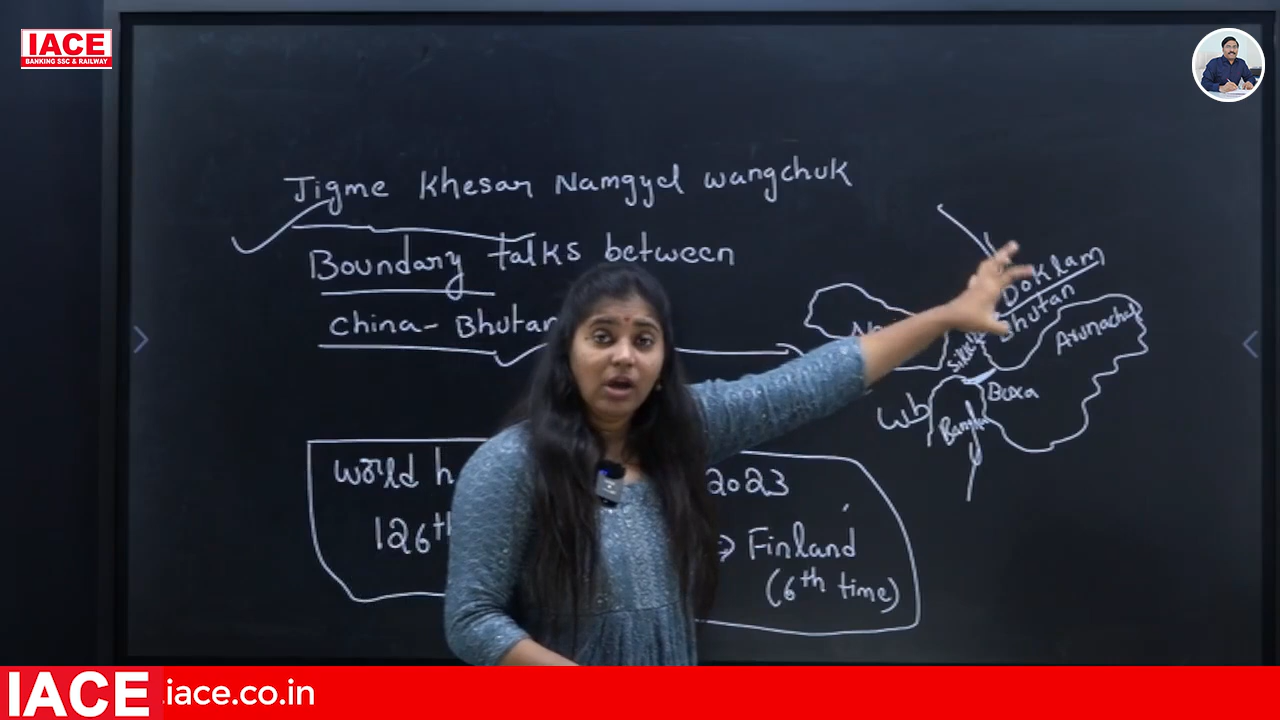 IACE
BANKING SSC & RAILWAY
Jigme Khesar Namgyel wangchuk
Boundary talks between
China - Bhutan
Doklam
Bhutan
Arunachal
WB
Buxa
World h
2023
126th
Finland
(6th time)
IACE
.iace.co.in